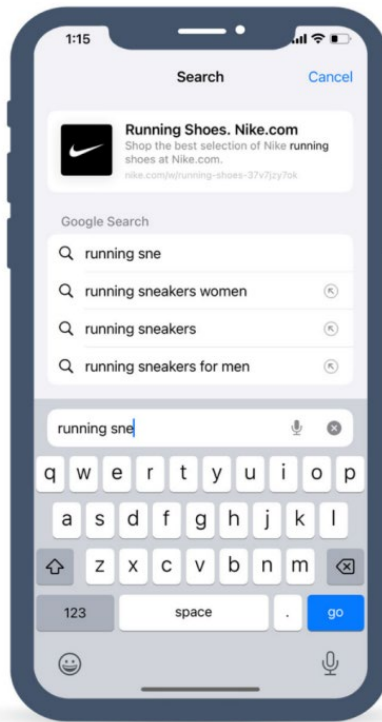 1:15
Search
Cancel
Running Shoes. Nike.com
Shop the best selection of Nike running
shoes at Nike.com.
nike.com/w/running-shoes-37v7jzy7ok
Google Search
running sne
running sneakers women
running sneakers
running sneakers for men
running sne
q w e r t y u i o p
a s d f g h j k l
z x c v b n m
123 space . go